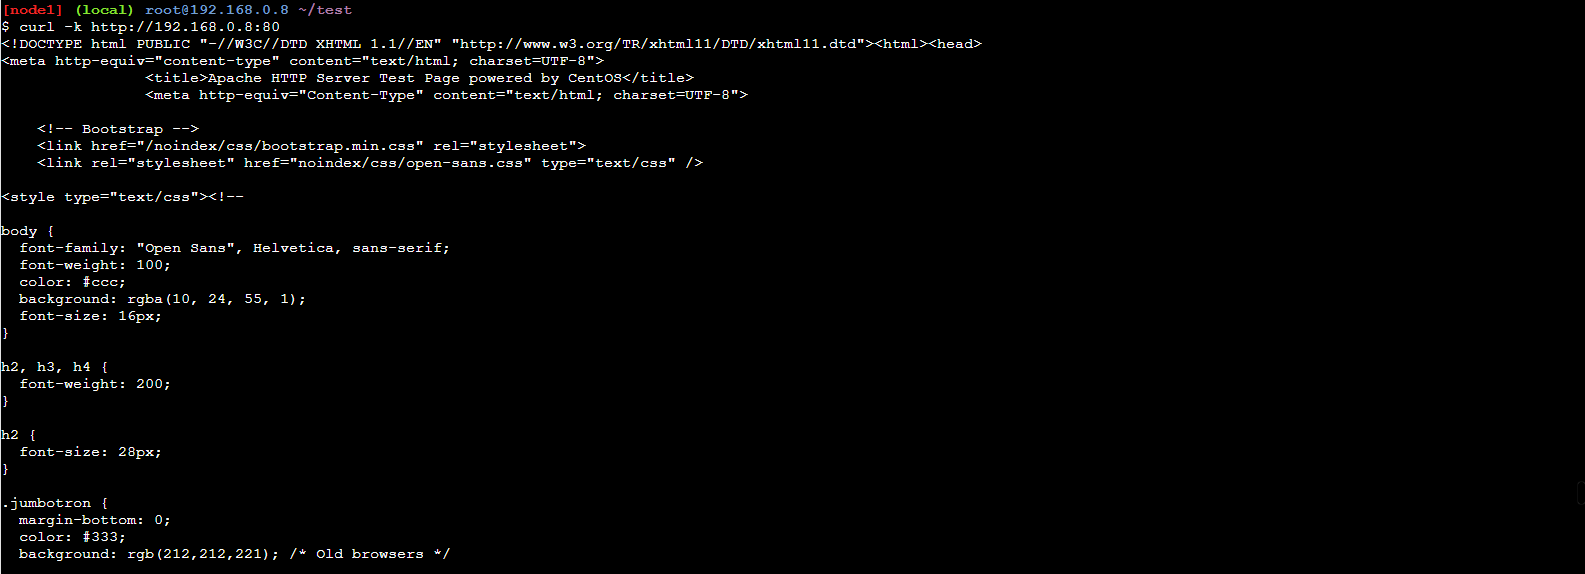 [node1] (local) root@192.168.0.8 ~/test
$ curl -k http://192.168.0.8:80
<!DOCTYPE html PUBLIC "-//W3C//DTD XHTML 1.1//EN" "http://www.w3.org/TR/xhtml11/DTD/xhtml11.dtd"><html><head>
<meta http-equiv="content-type" content="text/html; charset=UTF-8">
                <title>Apache HTTP Server Test Page powered by CentOS</title>
                <meta http-equiv="Content-Type" content="text/html; charset=UTF-8">

    <!-- Bootstrap -->
    <link href="/noindex/css/bootstrap.min.css" rel="stylesheet">
    <link rel="stylesheet" href="noindex/css/open-sans.css" type="text/css" />

<style type="text/css"><!--

body {
  font-family: "Open Sans", Helvetica, sans-serif;
  font-weight: 100;
  color: #ccc;
  background: rgba(10, 24, 55, 1);
  font-size: 16px;
}

h2, h3, h4 {
  font-weight: 200;
}

h2 {
  font-size: 28px;
}

.jumbotron {
  margin-bottom: 0;
  color: #333;
  background: rgb(212,212,221); /* Old browsers */